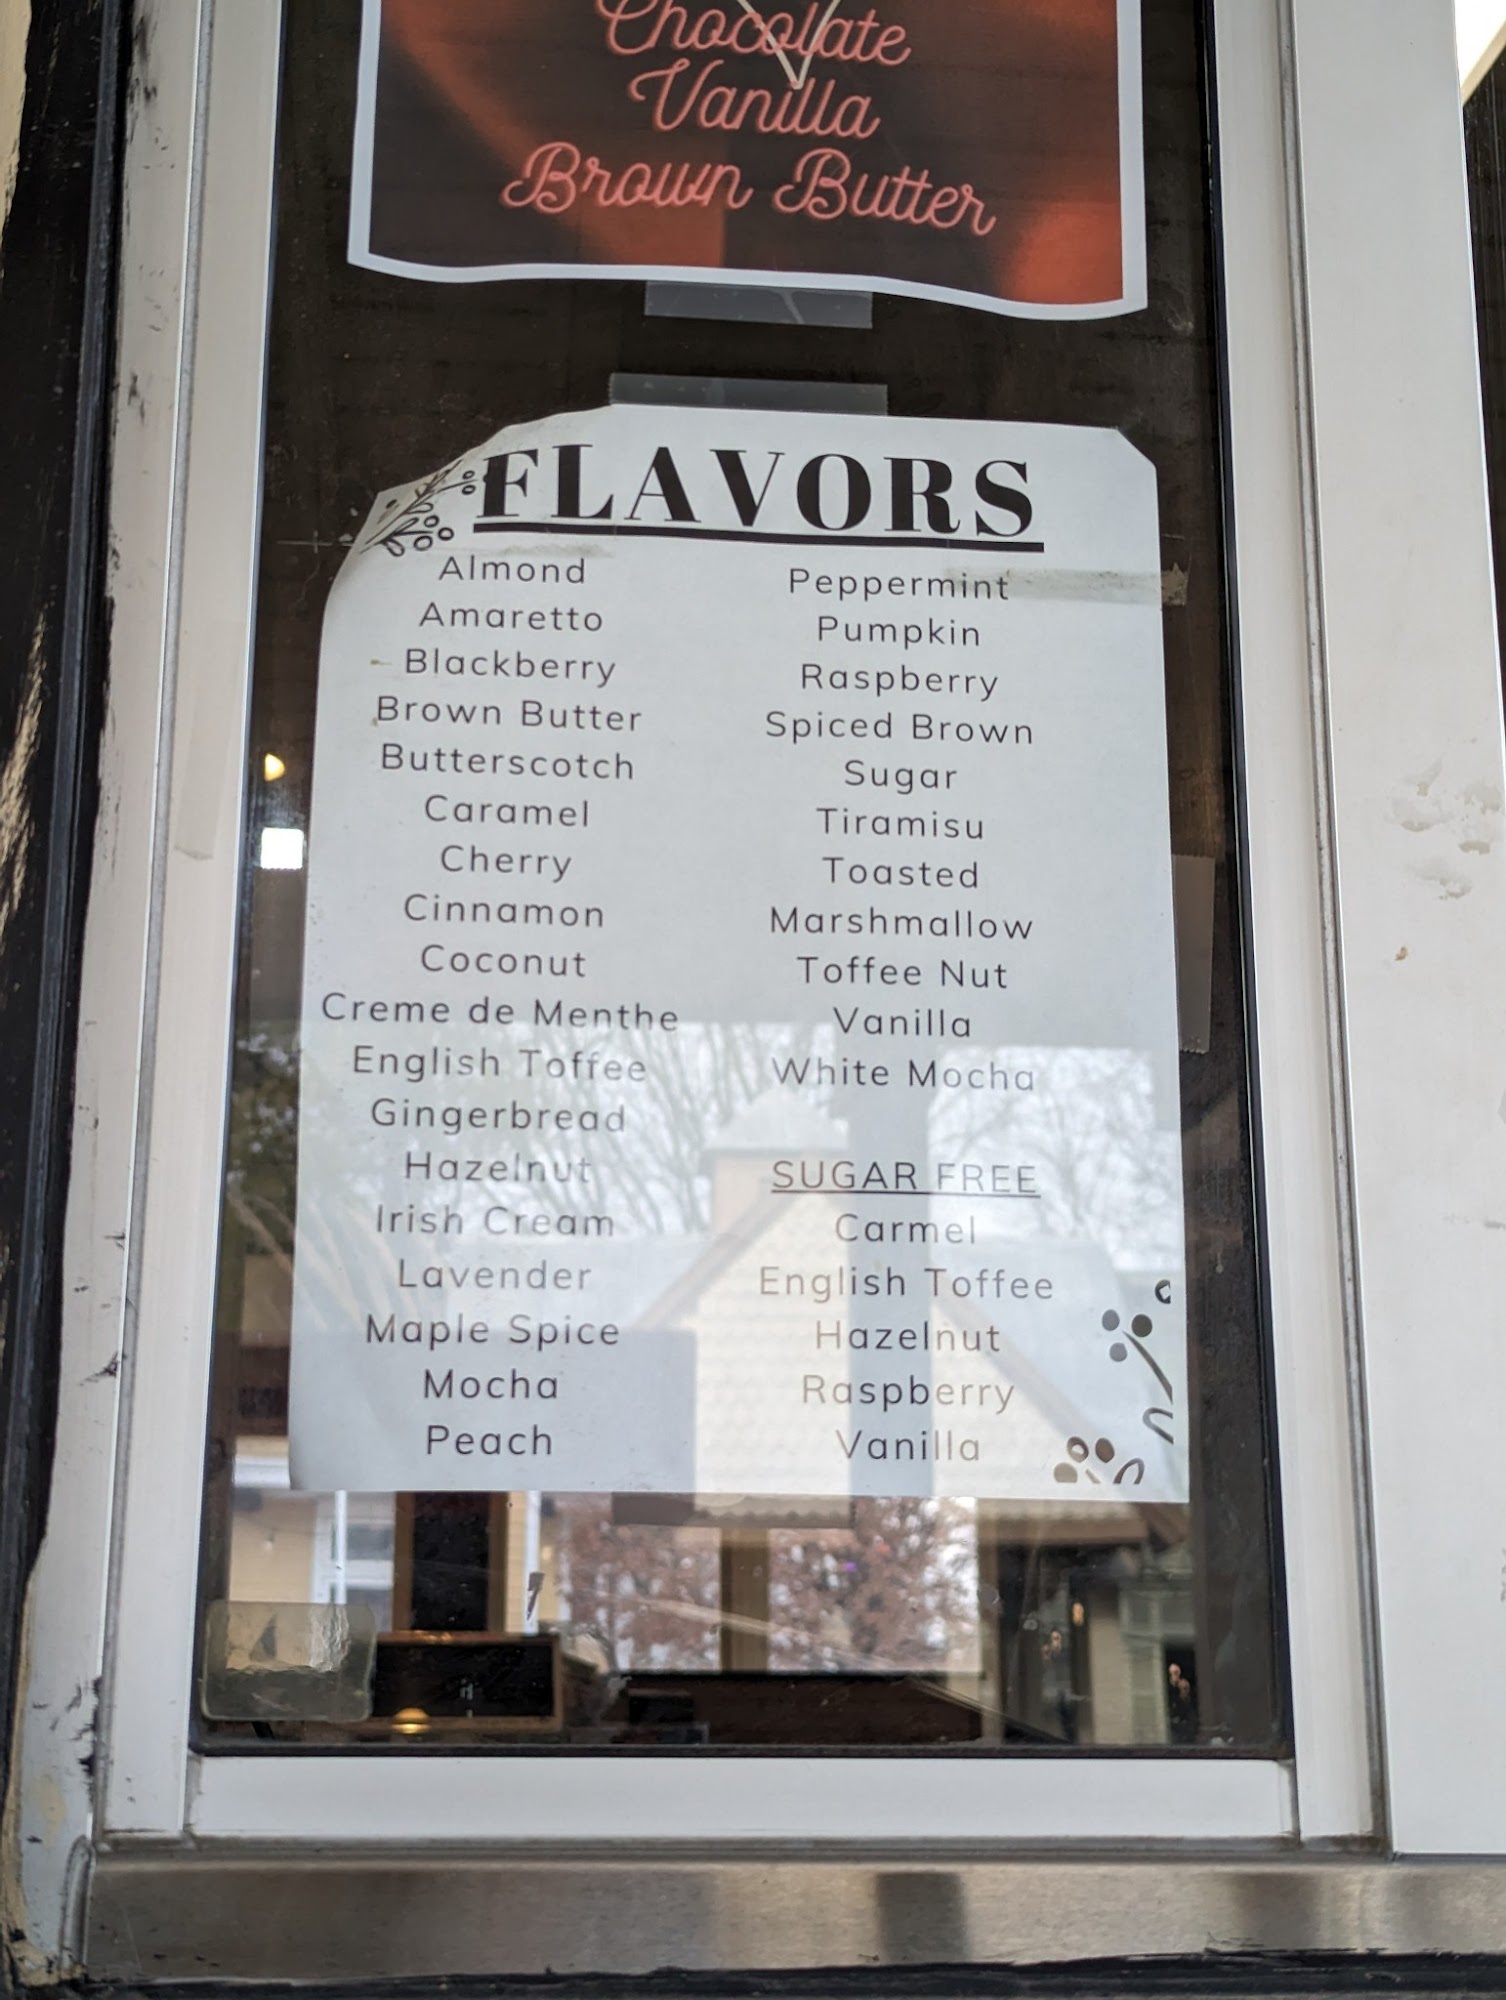 Chocolate
Vanilla
Brown Butter
FLAVORS
Almond
Amaretto
Blackberry
Brown Butter
Butterscotch
Caramel
Cherry
Cinnamon
Coconut
Creme de Menthe
English Toffee
Gingerbread
Hazelnut
Irish Cream
Lavender
Maple Spice
Mocha
Peach
Peppermint
Pumpkin
Raspberry
Spiced Brown
Sugar
Tiramisu
Toasted
Marshmallow
Toffee Nut
Vanilla
White Mocha
SUGAR FREE
Carmel
English Toffee
Hazelnut
Raspberry
Vanilla